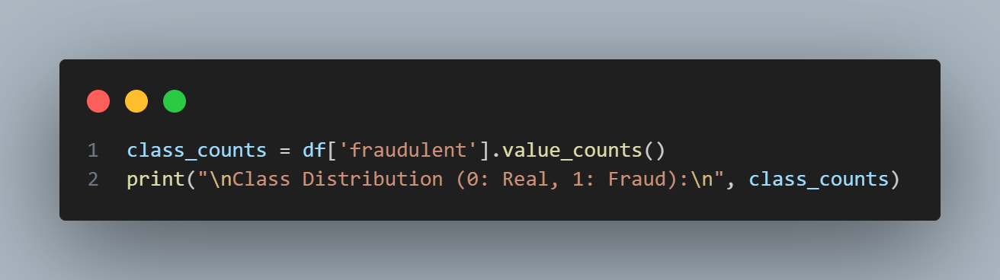 1 class_counts = df['fraudulent'].value_counts()
2 print("\nClass Distribution (0: Real, 1: Fraud):\n", class_counts)